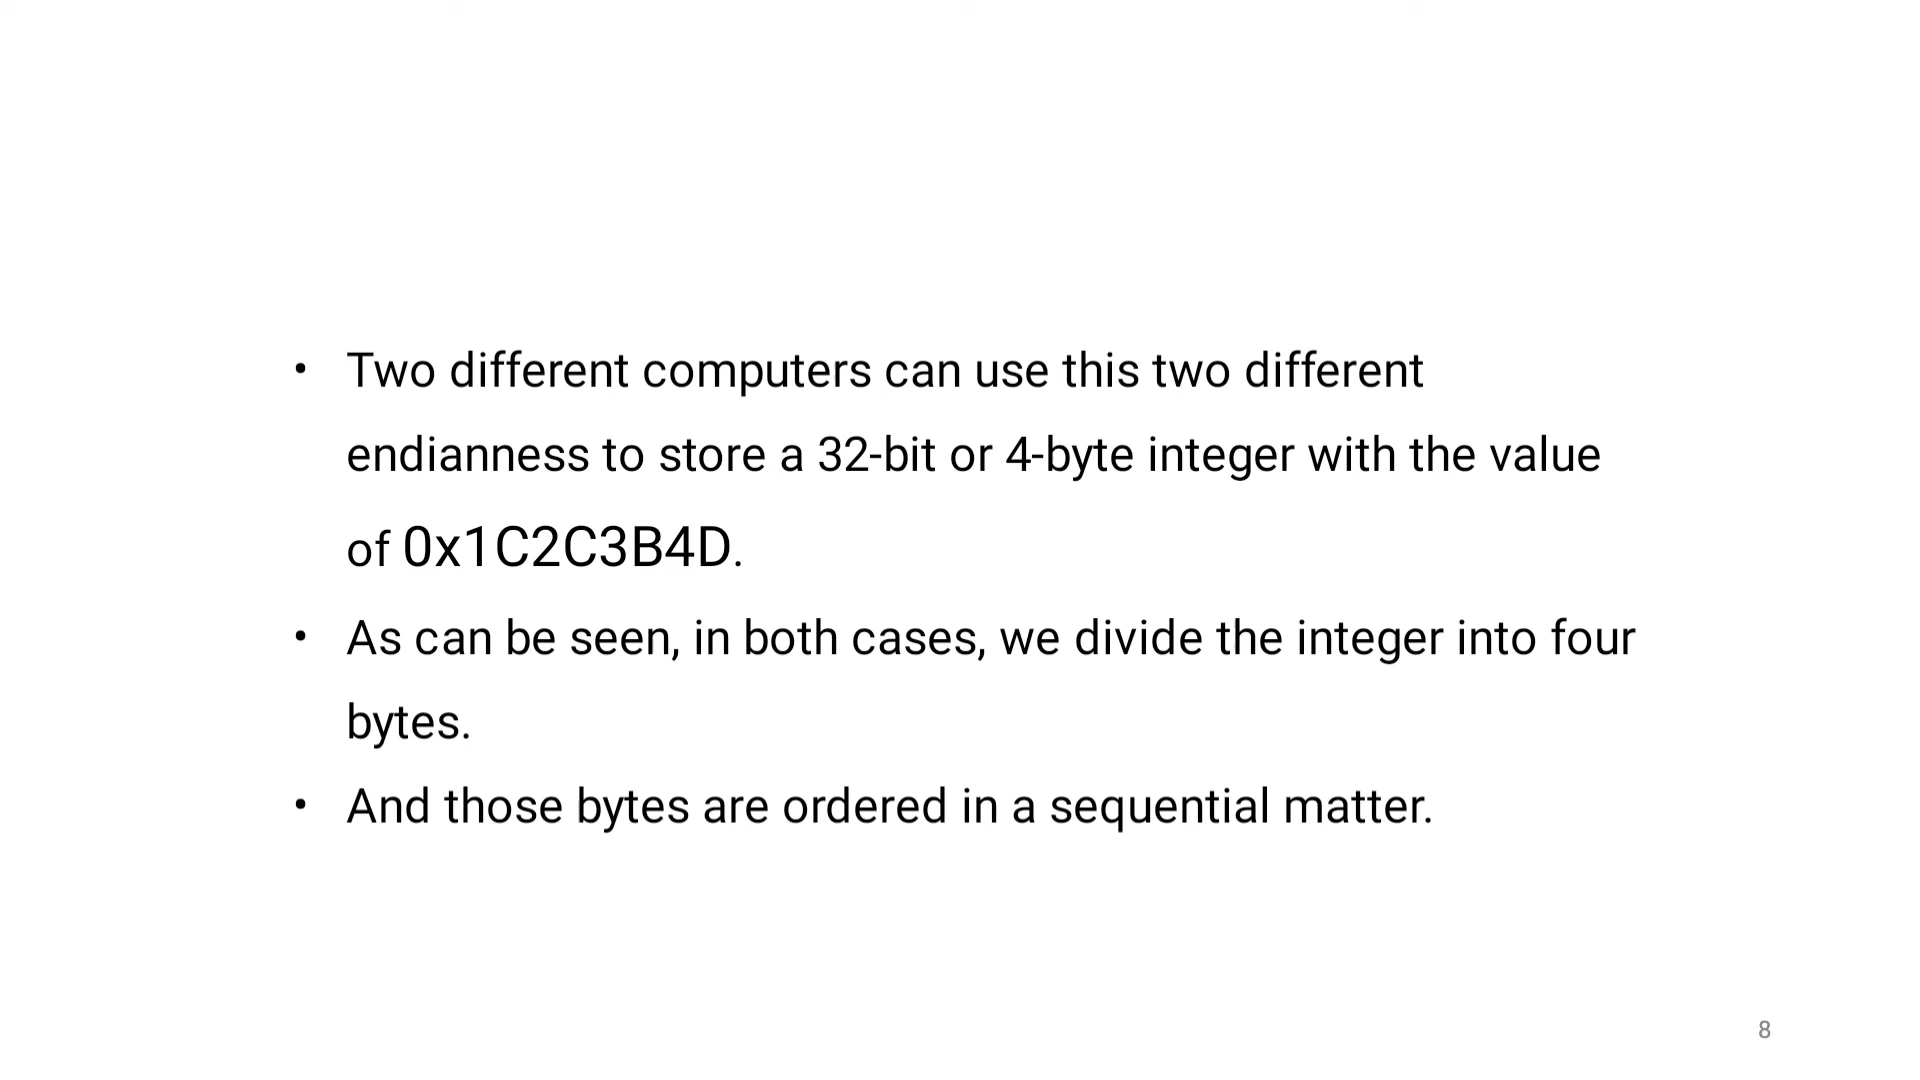 • Two different computers can use this two different
endianness to store a 32-bit or 4-byte integer with the value
of 0x1C2C3B4D.
• As can be seen, in both cases, we divide the integer into four
bytes.
• And those bytes are ordered in a sequential matter.
8